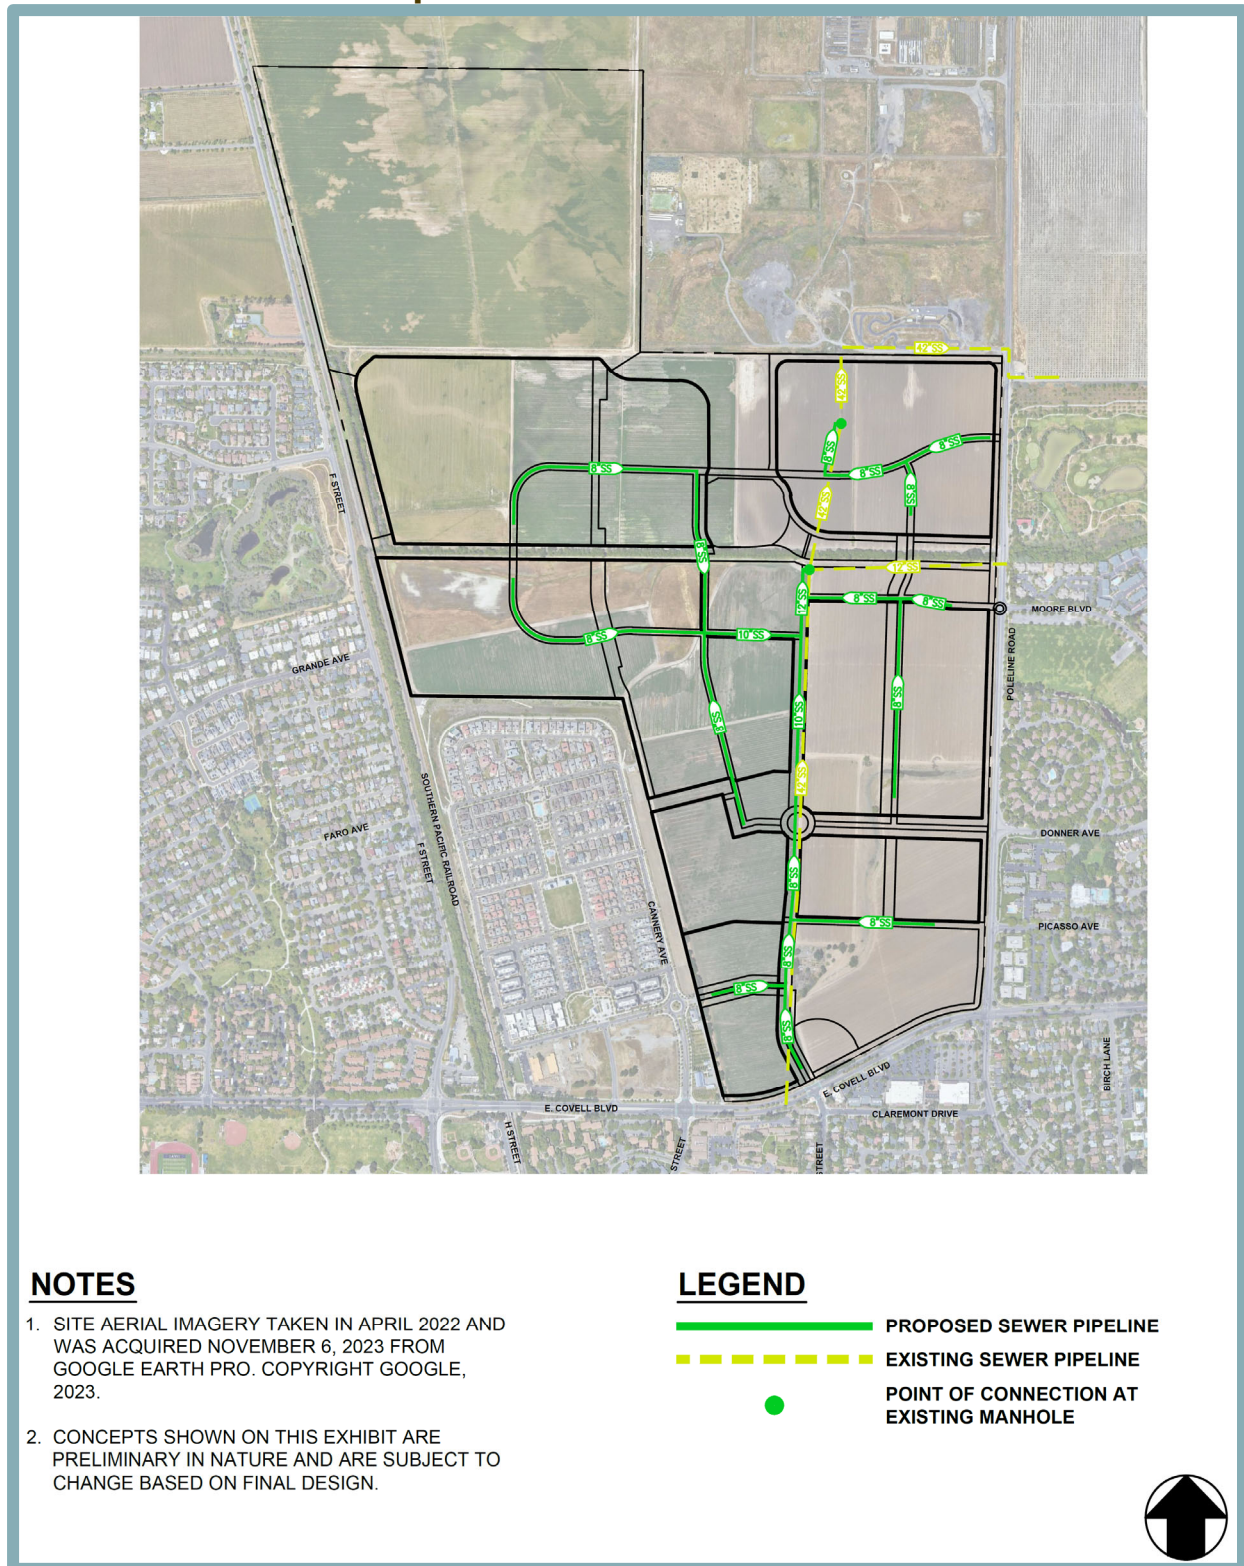 42"SS
42"SS
8"SS
8"SS
8"SS
8"SS
8"SS
42"SS
F STREET
8"SS
12"SS
12"SS
8"SS
8"SS
MOORE BLVD
8"SS
10"SS
GRANDE AVE
POLELINE ROAD
8"SS
10"SS
8"SS
42"SS
SOUTHERN PACIFIC RAILROAD
FARO AVE
F STREET
DONNER AVE
8"SS
CANNERY AVE
8"SS
PICASSO AVE
8"SS
8"SS
8"SS
BIRCH LANE
E. COVELL BLVD
E. COVELL BLVD
CLAREMONT DRIVE
H STREET
STREET
STREET
NOTES
1. SITE AERIAL IMAGERY TAKEN IN APRIL 2022 AND
WAS ACQUIRED NOVEMBER 6, 2023 FROM
GOOGLE EARTH PRO. COPYRIGHT GOOGLE,
2023.
2. CONCEPTS SHOWN ON THIS EXHIBIT ARE
PRELIMINARY IN NATURE AND ARE SUBJECT TO
CHANGE BASED ON FINAL DESIGN.
LEGEND
PROPOSED SEWER PIPELINE
EXISTING SEWER PIPELINE
POINT OF CONNECTION AT
EXISTING MANHOLE